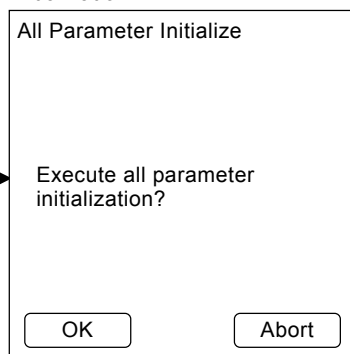 All Parameter Initialize
Execute all parameter
initialization?
OK
Abort